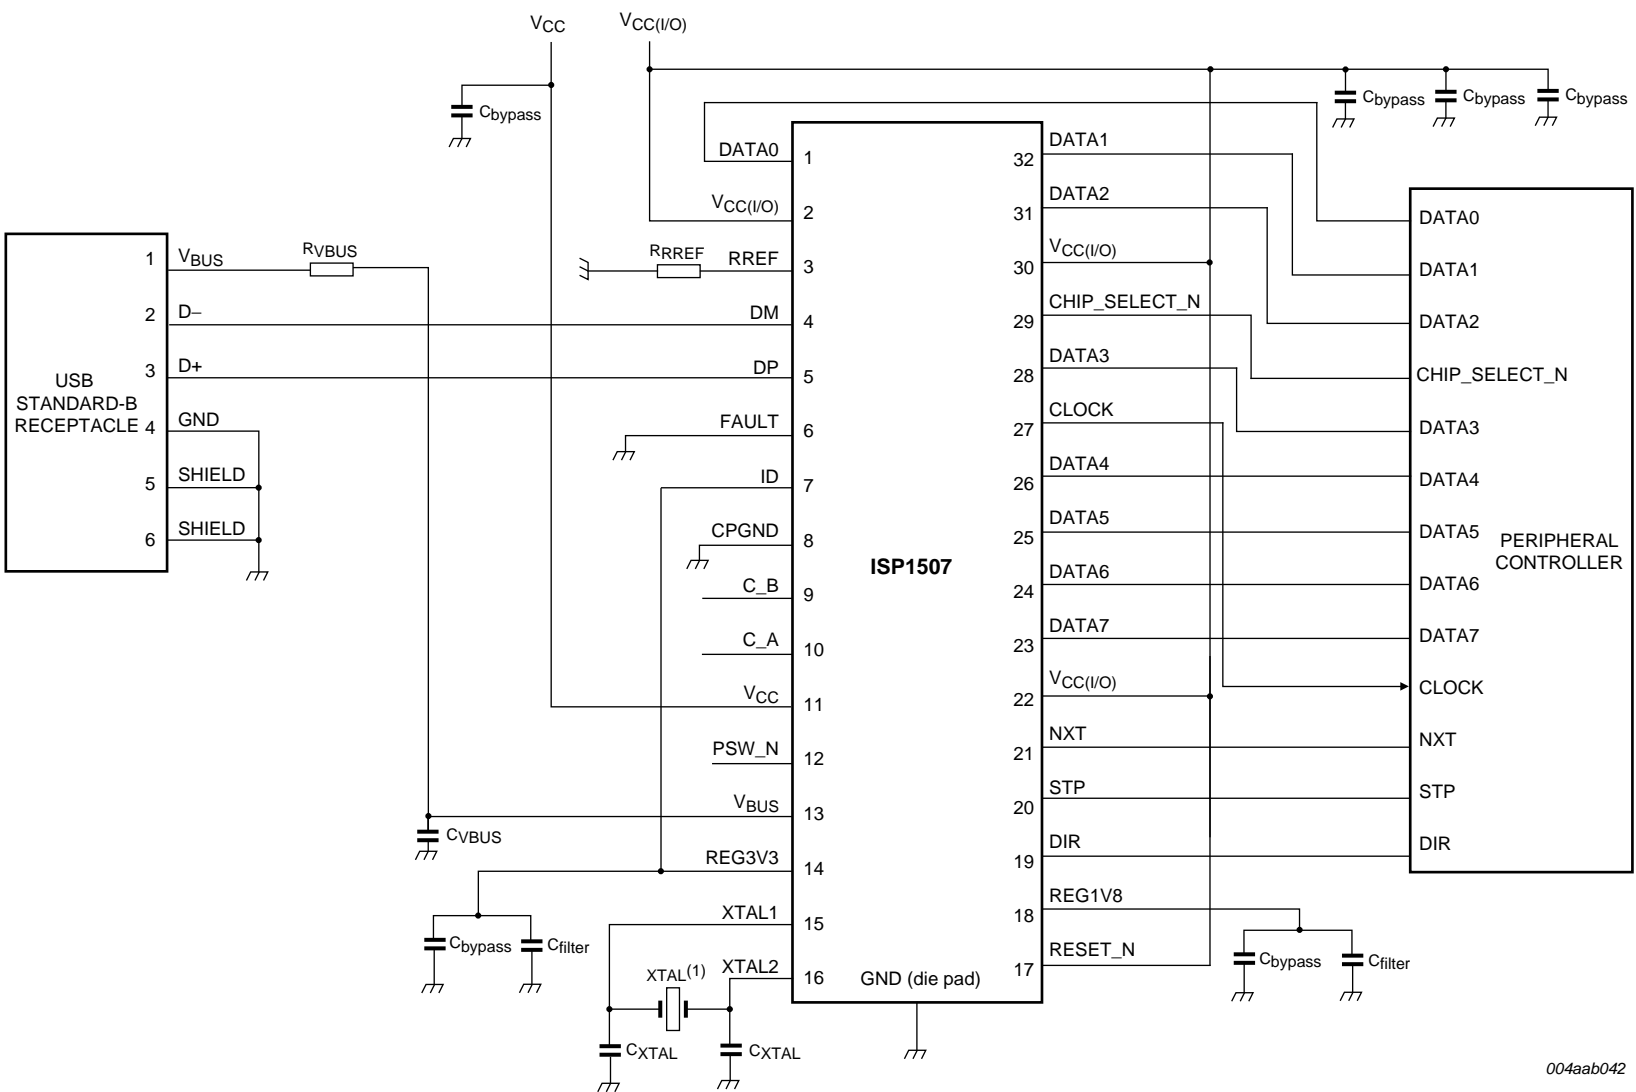 VCC
VCC(I/O)
Cbypass
Cbypass
Cbypass
Cbypass
USB
STANDARD-B
RECEPTACLE
1
VBUS
RVBUS
2
D−
3
D+
4
GND
5
SHIELD
6
SHIELD
CVBUS
DATA0
1
VCC(I/O)
2
RRREF
RREF
3
DM
4
DP
5
FAULT
6
ID
7
CPGND
8
C_B
9
C_A
10
VCC
11
PSW_N
12
VBUS
13
REG3V3
14
Cbypass
Cfilter
XTAL1
15
XTAL(1)
XTAL2
16
CXTAL
CXTAL
ISP1507
GND (die pad)
32
DATA1
31
DATA2
30
VCC(I/O)
29
CHIP_SELECT_N
28
DATA3
27
CLOCK
26
DATA4
25
DATA5
24
DATA6
23
DATA7
22
VCC(I/O)
21
NXT
20
STP
19
DIR
18
REG1V8
17
RESET_N
Cbypass
Cfilter
DATA0
DATA1
DATA2
CHIP_SELECT_N
DATA3
DATA4
DATA5
PERIPHERAL
CONTROLLER
DATA6
DATA7
CLOCK
NXT
STP
DIR
004aab042